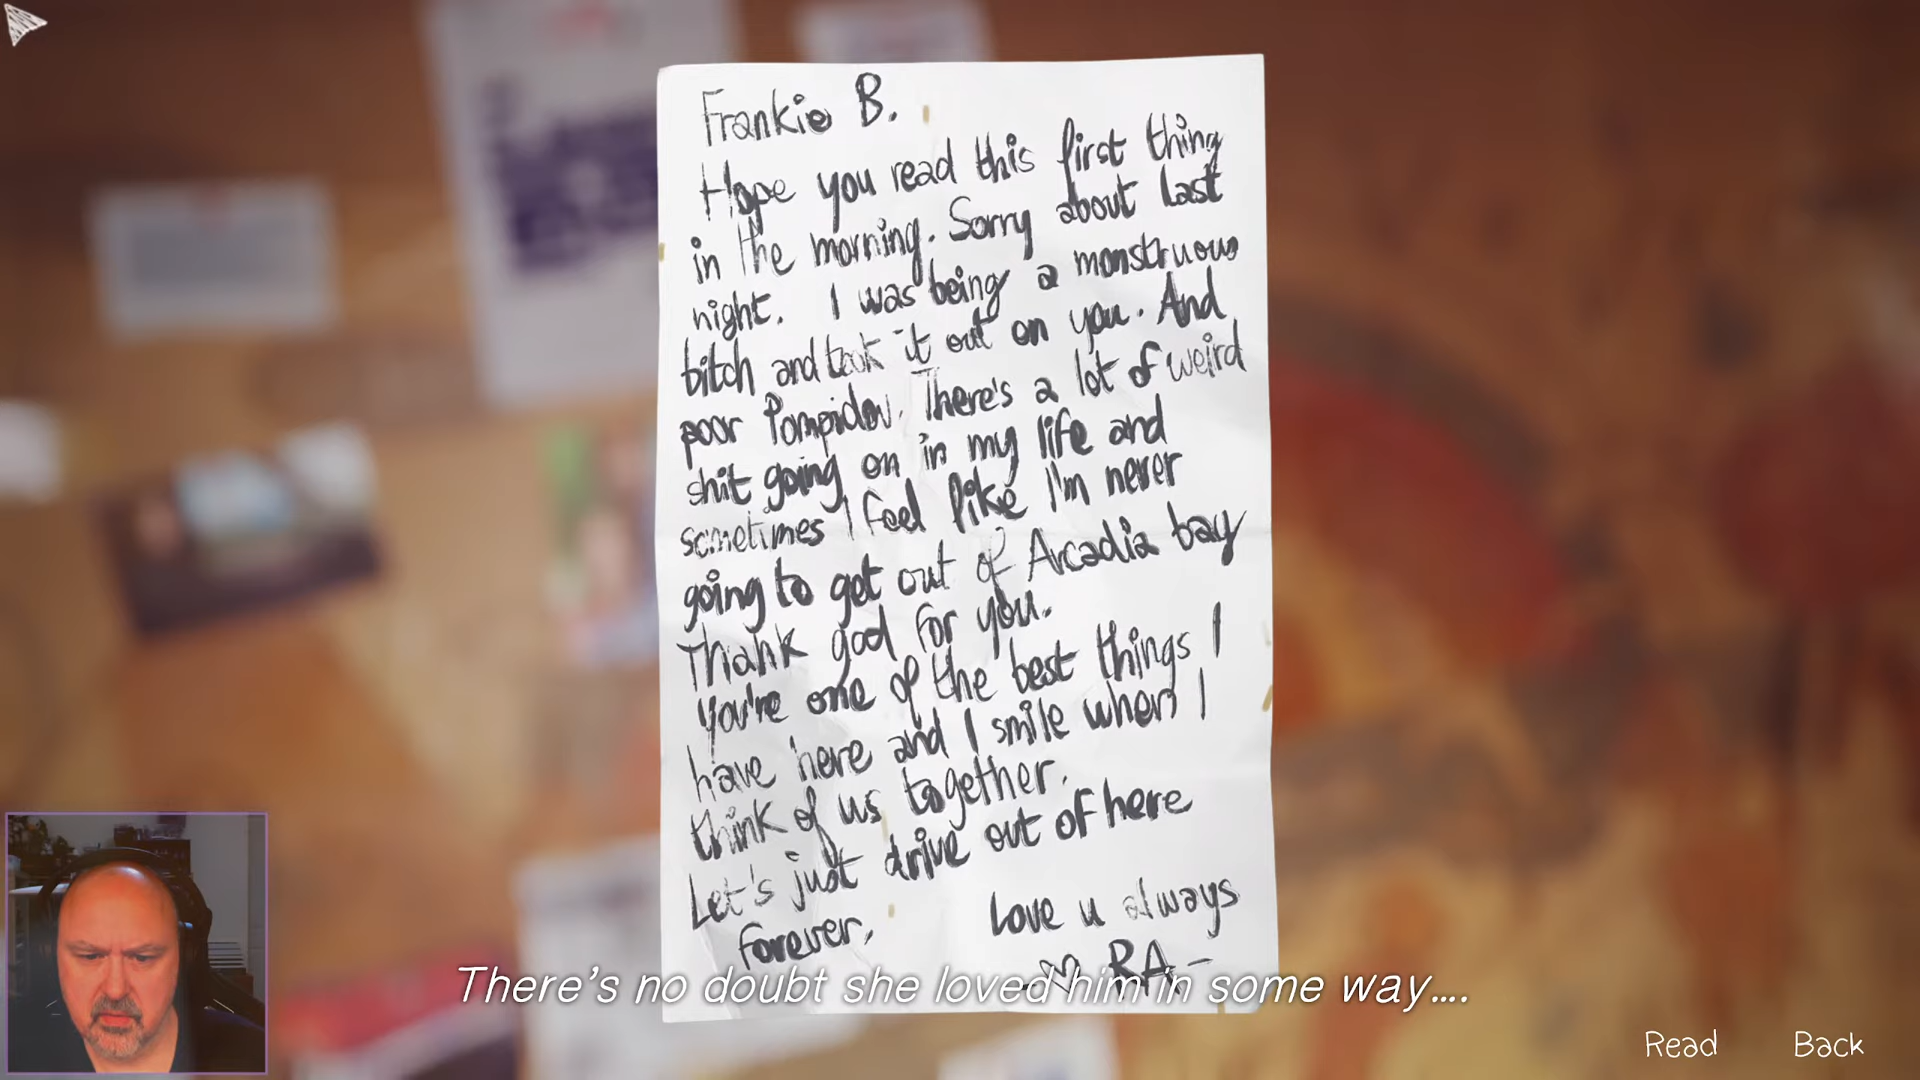 Frankie B.
Hope you read this first thing
in the morning. Sorry about last
night. I was being a monstruous
bitch and took it out on you. And
poor Pompidou. There's a lot of weird
shit going on in my life and
sometimes I feel like I'm never
going to get out of Arcadia bay
Thank god for you.
You're one of the best things I
have here and I smile when I
think of us together.
Let's just drive out of here
forever.
Love u always
♡ RA -
There's no doubt she loved him in some way....
Read
Back